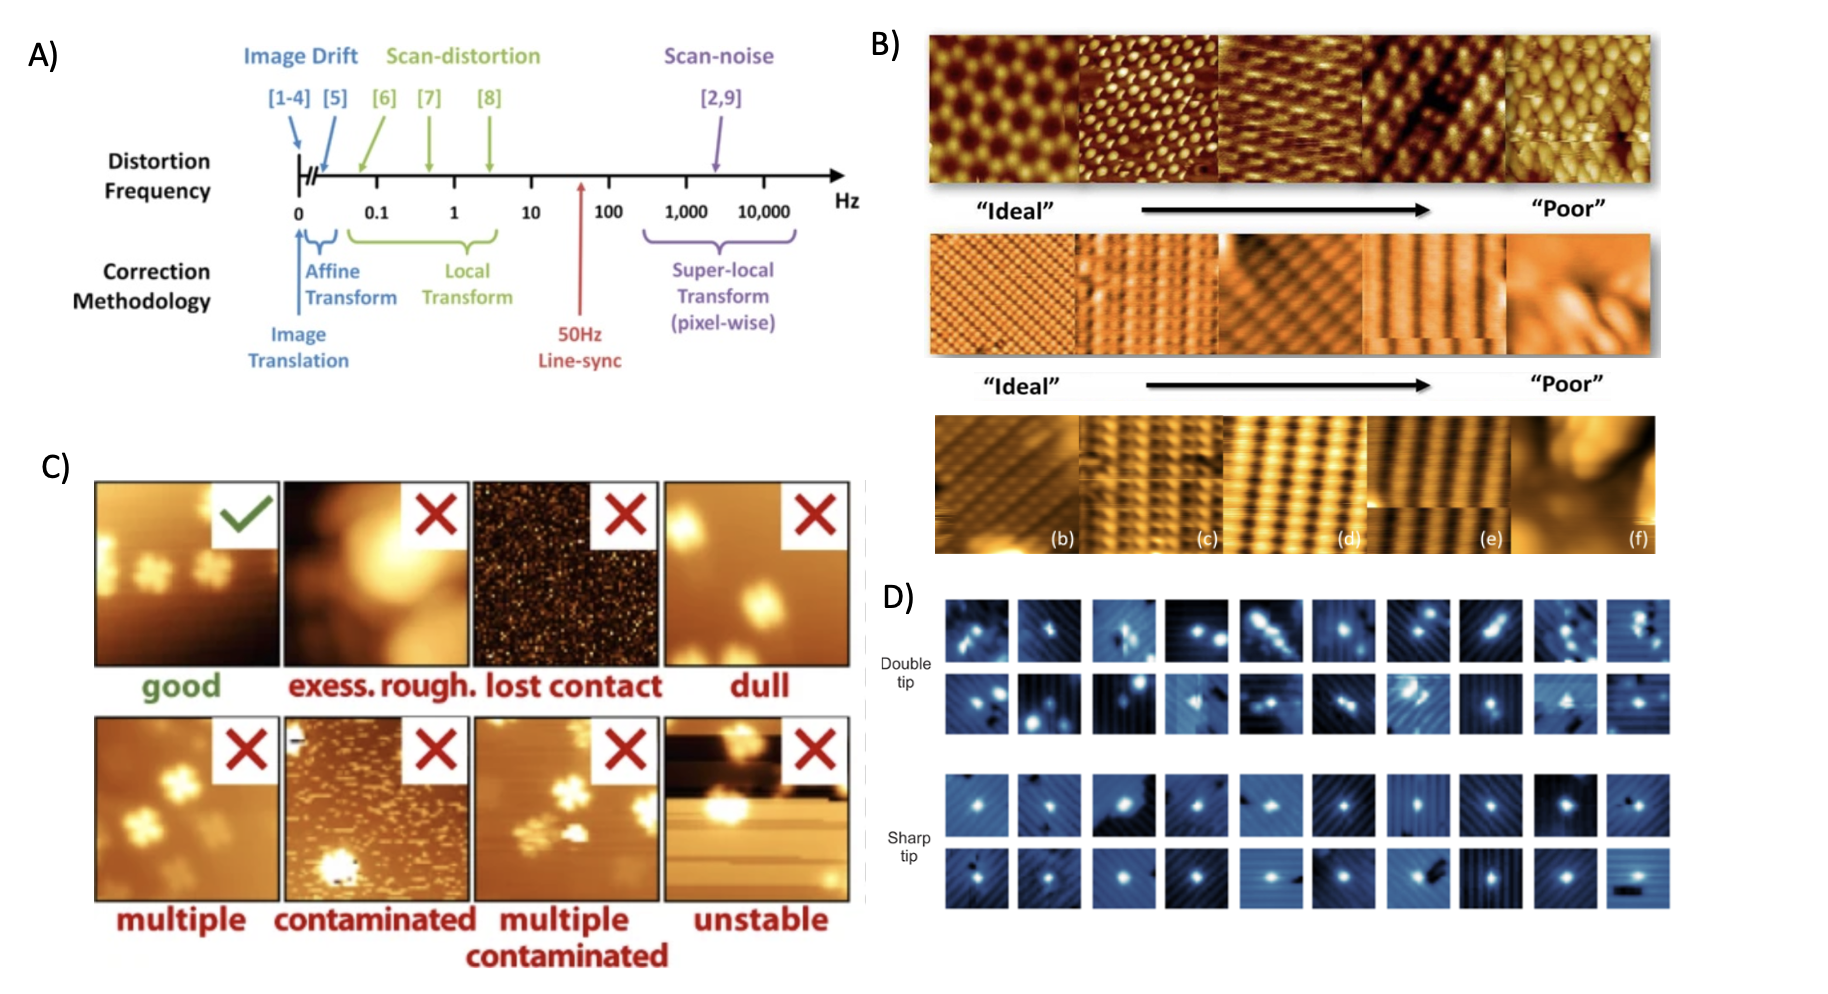 A)
Image Drift Scan-distortion Scan-noise
[1-4] [5] [6] [7] [8] [2,9]
Distortion
Frequency
0 0.1 1 10 100 1,000 10,000 Hz
Correction
Methodology
Affine
Transform
Local
Transform
Super-local
Transform
(pixel-wise)
Image
Translation
50Hz
Line-sync
B)
“Ideal” “Poor”
“Ideal” “Poor”
(b) (c) (d) (e) (f)
C)
good exess. rough. lost contact dull
multiple contaminated multiple
contaminated
unstable
D)
Double
tip
Sharp
tip